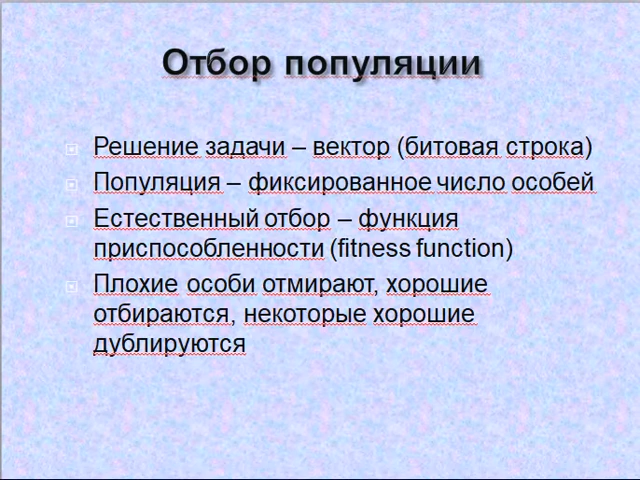 Отбор популяции
Решение задачи – вектор (битовая строка)
Популяция – фиксированное число особей
Естественный отбор – функция
приспособленности (fitness function)
Плохие особи отмирают, хорошие
отбираются, некоторые хорошие
дублируются